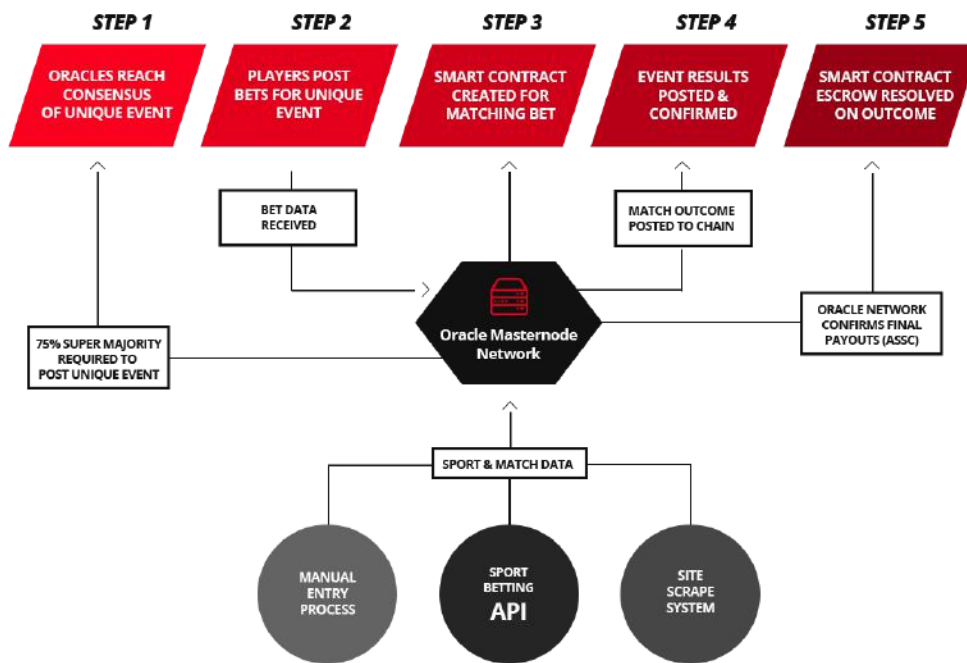 STEP 1
STEP 2
STEP 3
STEP 4
STEP 5
ORACLES REACH
CONSENSUS
OF UNIQUE EVENT
PLAYERS POST
BETS FOR UNIQUE
EVENT
SMART CONTRACT
CREATED FOR
MATCHING BET
EVENT RESULTS
POSTED &
CONFIRMED
SMART CONTRACT
ESCROW RESOLVED
ON OUTCOME
BET DATA
RECEIVED
MATCH OUTCOME
POSTED TO CHAIN
75% SUPER MAJORITY
REQUIRED TO
POST UNIQUE EVENT
Oracle Masternode
Network
ORACLE NETWORK
CONFIRMS FINAL
PAYOUTS (ASSC)
SPORT & MATCH DATA
MANUAL
ENTRY
PROCESS
SPORT
BETTING
API
SITE
SCRAPE
SYSTEM